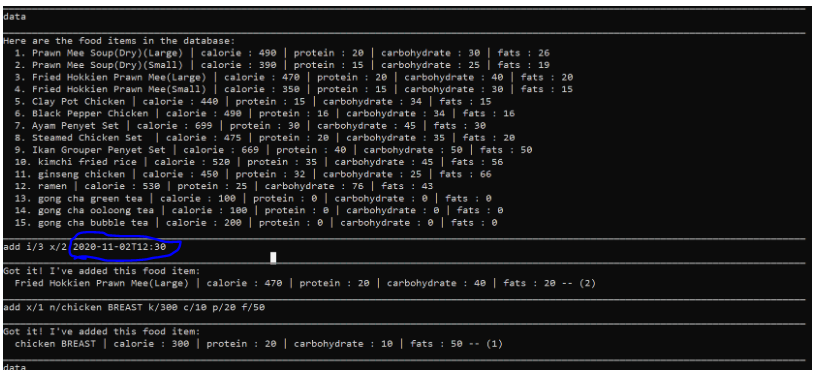 data
Here are the food items in the database:
1. Prawn Mee Soup(Dry)(Large) | calorie : 490 | protein : 20 | carbohydrate : 30 | fats : 26
2. Prawn Mee Soup(Dry)(Small) | calorie : 390 | protein : 15 | carbohydrate : 25 | fats : 19
3. Fried Hokkien Prawn Mee(Large) | calorie : 470 | protein : 20 | carbohydrate : 40 | fats : 20
4. Fried Hokkien Prawn Mee(Small) | calorie : 350 | protein : 15 | carbohydrate : 30 | fats : 15
5. Clay Pot Chicken | calorie : 440 | protein : 15 | carbohydrate : 34 | fats : 15
6. Black Pepper Chicken | calorie : 490 | protein : 16 | carbohydrate : 34 | fats : 16
7. Ayam Penyet Set | calorie : 699 | protein : 30 | carbohydrate : 45 | fats : 30
8. Steamed Chicken Set | calorie : 475 | protein : 20 | carbohydrate : 35 | fats : 20
9. Ikan Grouper Penyet Set | calorie : 669 | protein : 40 | carbohydrate : 50 | fats : 50
10. kimchi fried rice | calorie : 520 | protein : 35 | carbohydrate : 45 | fats : 56
11. ginseng chicken | calorie : 450 | protein : 32 | carbohydrate : 25 | fats : 66
12. ramen | calorie : 530 | protein : 25 | carbohydrate : 76 | fats : 43
13. gong cha green tea | calorie : 100 | protein : 0 | carbohydrate : 0 | fats : 0
14. gong cha ooloong tea | calorie : 100 | protein : 0 | carbohydrate : 0 | fats : 0
15. gong cha bubble tea | calorie : 200 | protein : 0 | carbohydrate : 0 | fats : 0
add i/3 x/2 2020-11-02T12:30
Got it! I've added this food item:
Fried Hokkien Prawn Mee(Large) | calorie : 470 | protein : 20 | carbohydrate : 40 | fats : 20 -- (2)
add x/1 n/chicken BREAST k/300 c/10 p/20 f/50
Got it! I've added this food item:
chicken BREAST | calorie : 300 | protein : 20 | carbohydrate : 10 | fats : 50 -- (1)
data